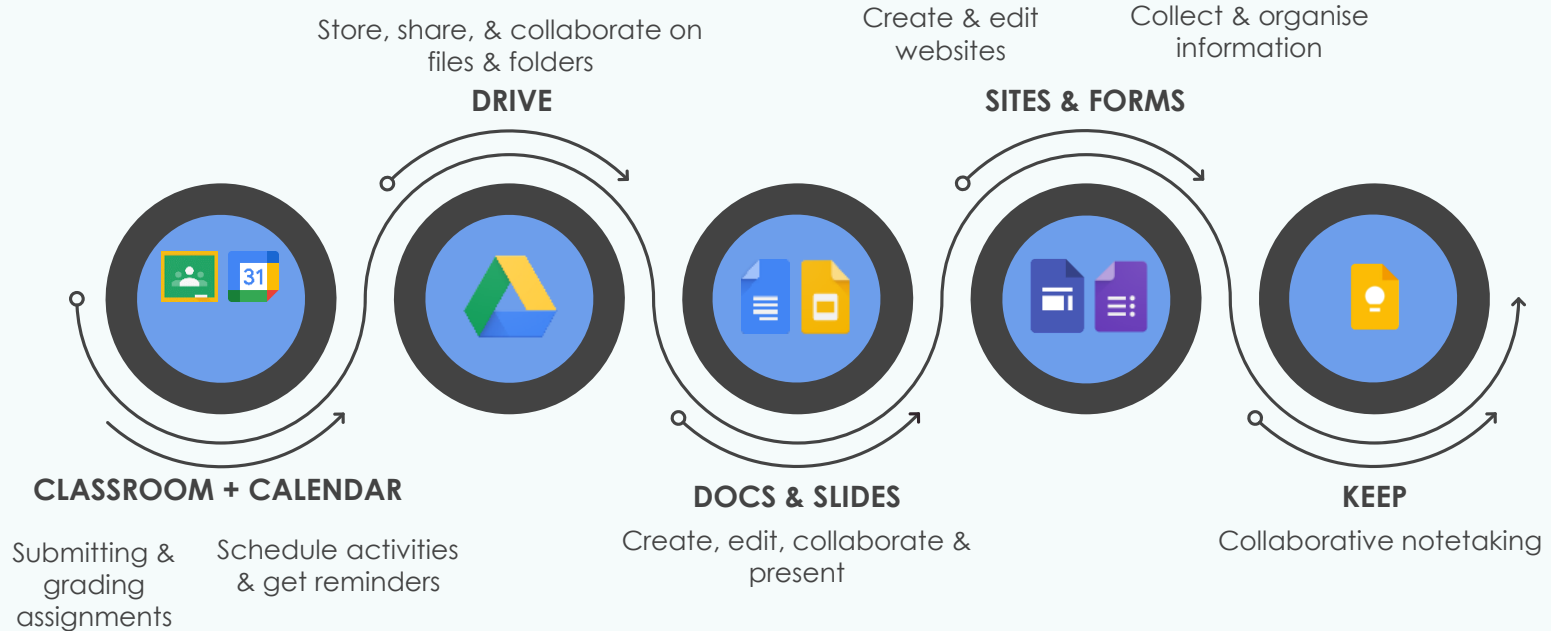 Store, share, & collaborate on
files & folders
DRIVE
Create & edit
websites
Collect & organise
information
SITES & FORMS
31
CLASSROOM + CALENDAR
Submitting &
grading
assignments
Schedule activities
& get reminders
DOCS & SLIDES
Create, edit, collaborate &
present
KEEP
Collaborative notetaking